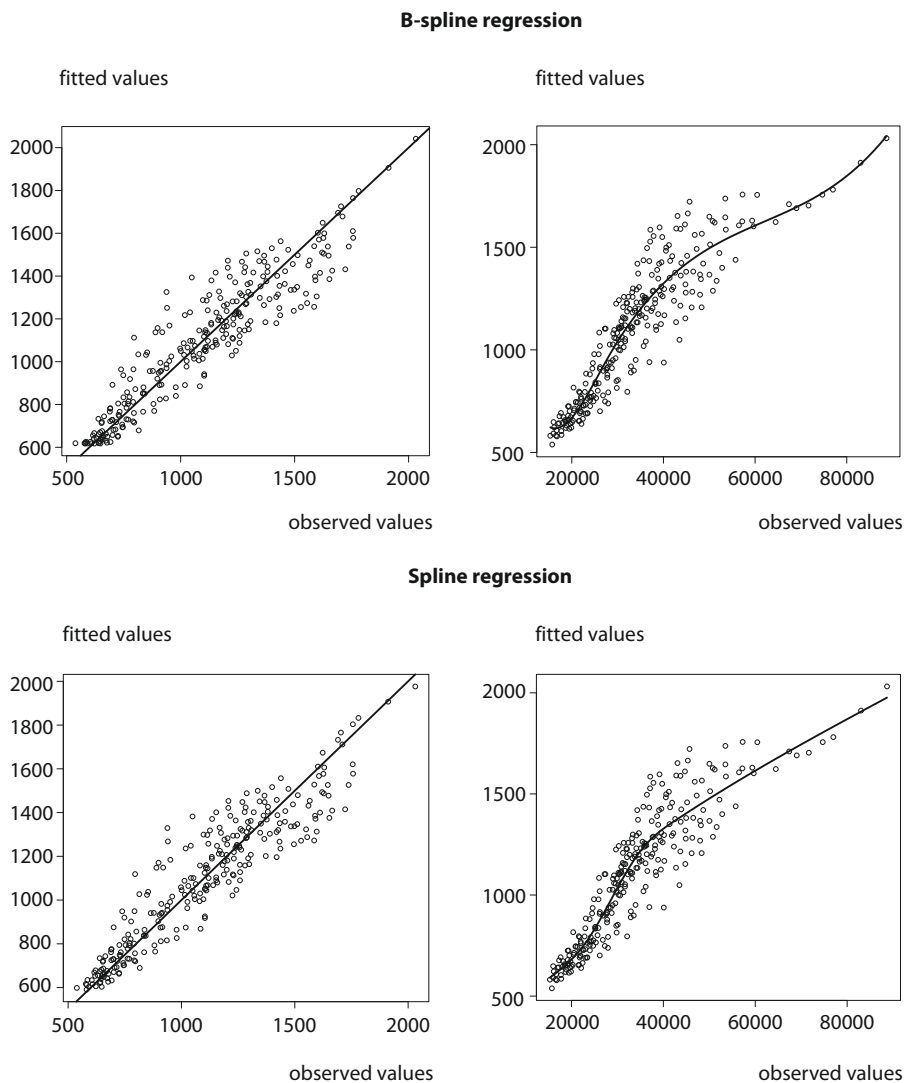 B-spline regression
fitted values
fitted values
2000
1800
1600
1400
1200
1000
800
600
500 1000 1500 2000
observed values
2000
1500
1000
500
20000 40000 60000 80000
observed values
Spline regression
fitted values
fitted values
2000
1800
1600
1400
1200
1000
800
600
500 1000 1500 2000
observed values
2000
1500
1000
500
20000 40000 60000 80000
observed values